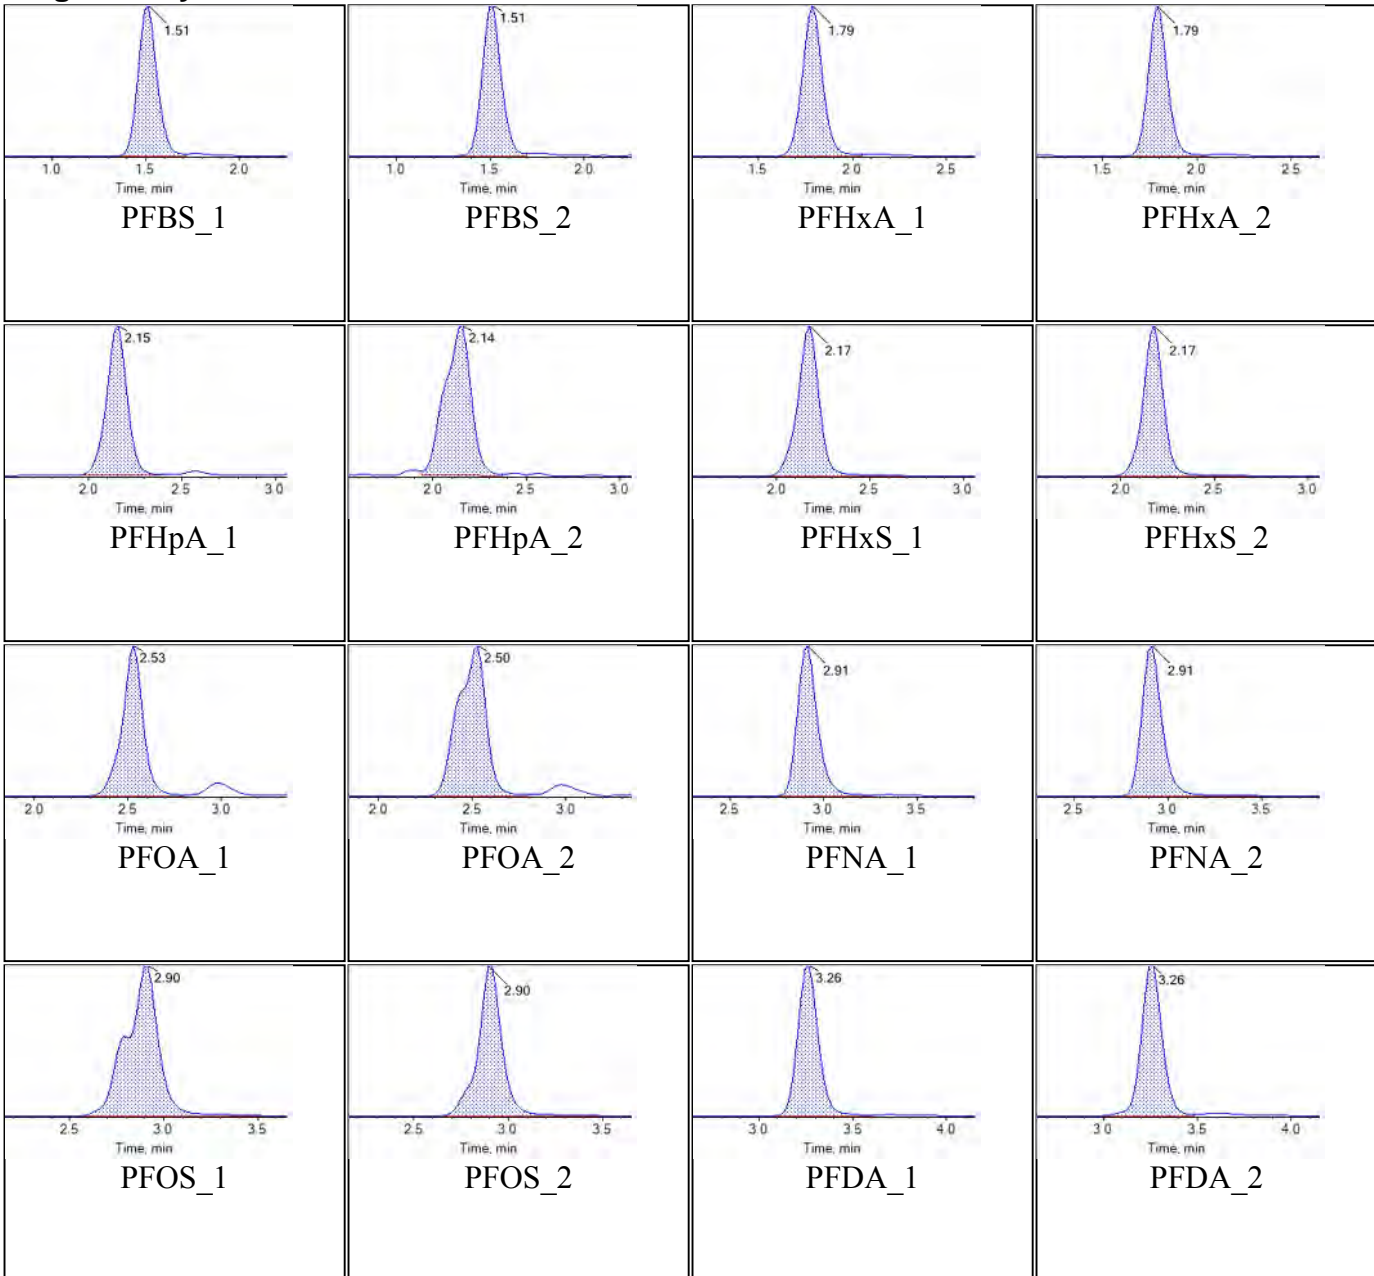 1.51
1.0 1.5 2.0
Time, min
PFBS_1
1.51
1.0 1.5 2.0
Time, min
PFBS_2
1.79
1.5 2.0 2.5
Time, min
PFHxA_1
1.79
1.5 2.0 2.5
Time, min
PFHxA_2
2.15
2.0 2.5 3.0
Time, min
PFHpA_1
2.14
2.0 2.5 3.0
Time, min
PFHpA_2
2.17
2.0 2.5 3.0
Time, min
PFHxS_1
2.17
2.0 2.5 3.0
Time, min
PFHxS_2
2.53
2.0 2.5 3.0
Time, min
PFOA_1
2.50
2.0 2.5 3.0
Time, min
PFOA_2
2.91
2.5 3.0 3.5
Time, min
PFNA_1
2.91
2.5 3.0 3.5
Time, min
PFNA_2
2.90
2.5 3.0 3.5
Time, min
PFOS_1
2.90
2.5 3.0 3.5
Time, min
PFOS_2
3.26
3.0 3.5 4.0
Time, min
PFDA_1
3.26
3.0 3.5 4.0
Time, min
PFDA_2